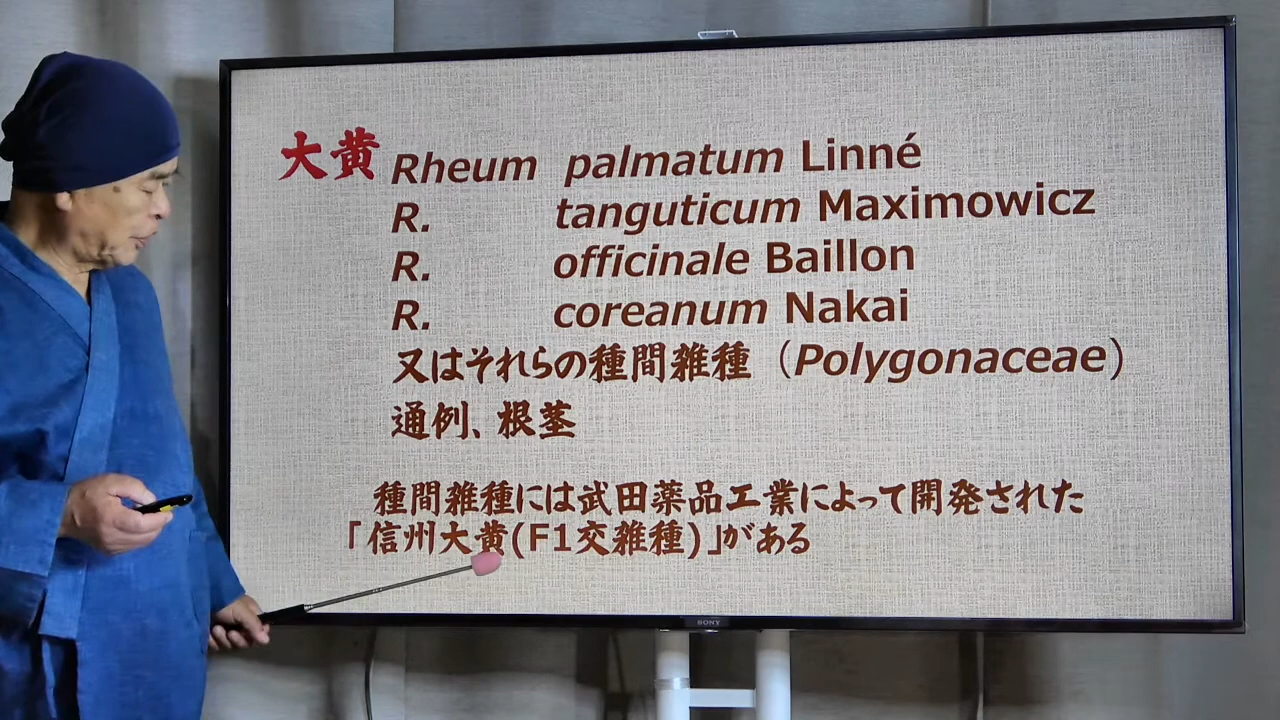 大黄 Rheum palmatum Linné
R. tanguticum Maximowicz
R. officinale Baillon
R. coreanum Nakai
又はそれらの種間雑種（Polygonaceae）
通例、根茎
種間雑種には武田薬品工業によって開発された
「信州大黄(F1交雑種)」がある
SONY